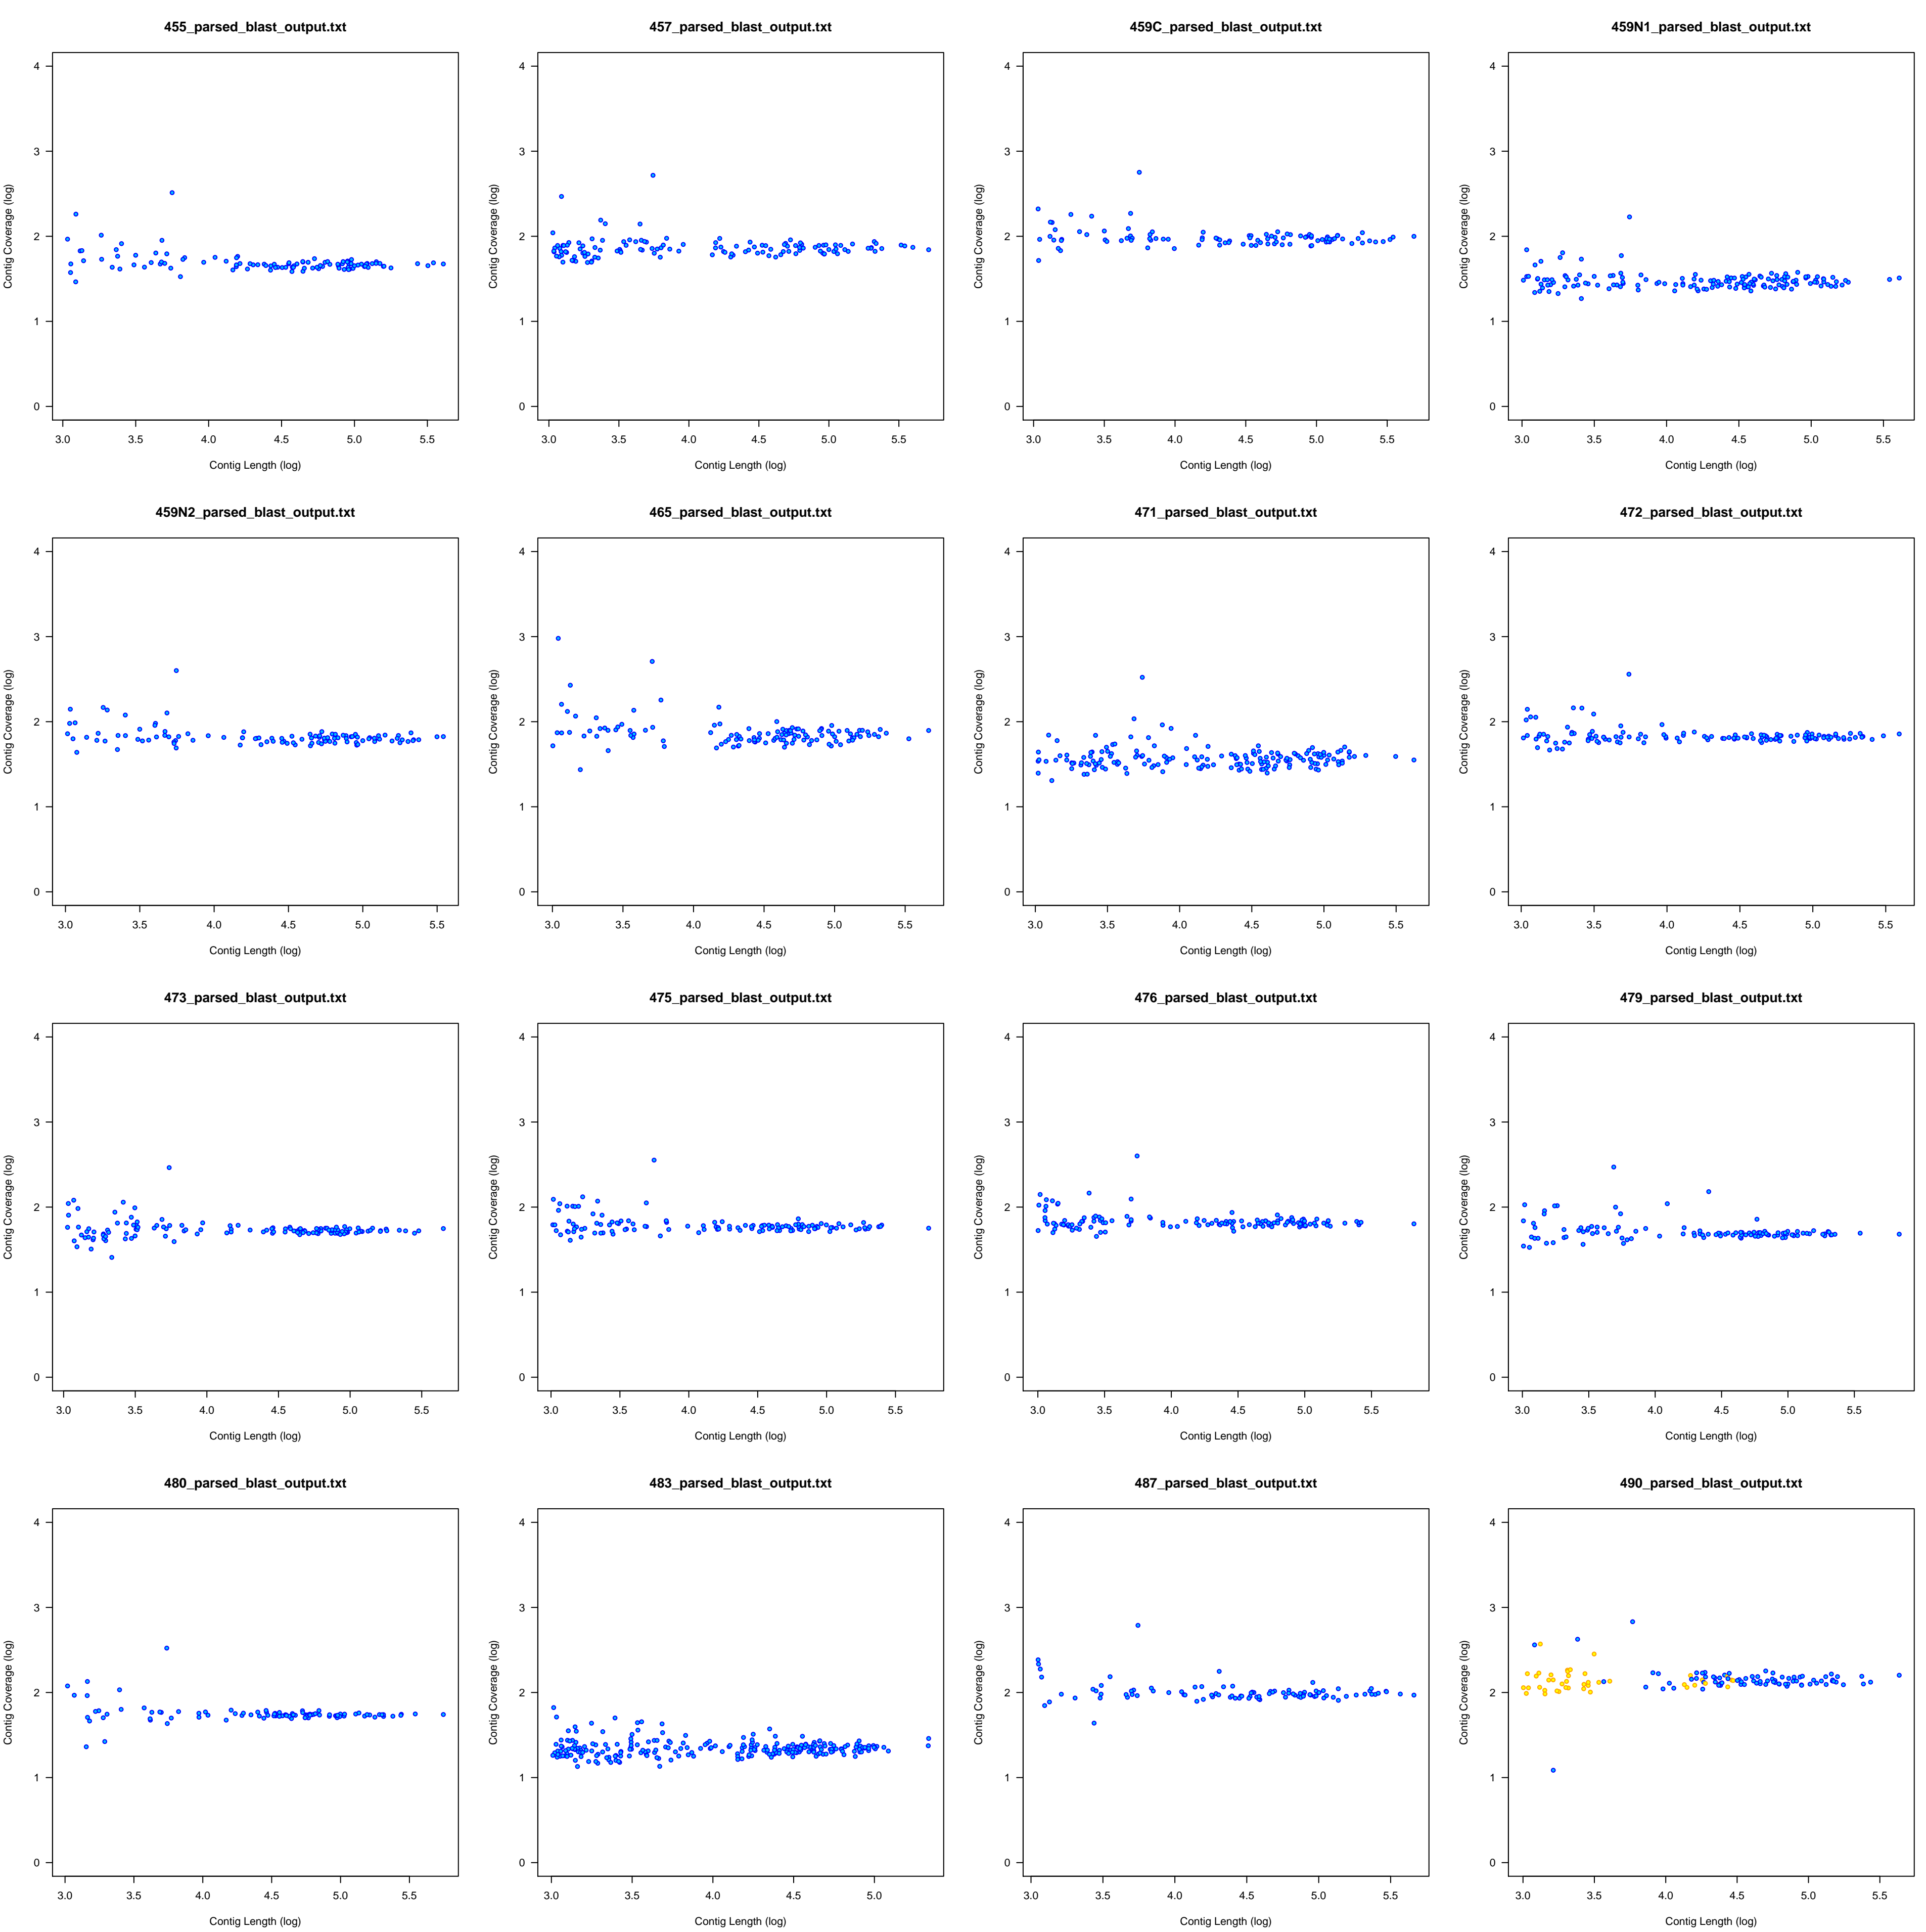 455_parsed_blast_output.txt
Contig Coverage (log)
4
3
2
1
0
3.0 3.5 4.0 4.5 5.0 5.5
Contig Length (log)
457_parsed_blast_output.txt
Contig Coverage (log)
4
3
2
1
0
3.0 3.5 4.0 4.5 5.0 5.5
Contig Length (log)
459C_parsed_blast_output.txt
Contig Coverage (log)
4
3
2
1
0
3.0 3.5 4.0 4.5 5.0 5.5
Contig Length (log)
459N1_parsed_blast_output.txt
Contig Coverage (log)
4
3
2
1
0
3.0 3.5 4.0 4.5 5.0 5.5
Contig Length (log)
459N2_parsed_blast_output.txt
Contig Coverage (log)
4
3
2
1
0
3.0 3.5 4.0 4.5 5.0 5.5
Contig Length (log)
465_parsed_blast_output.txt
Contig Coverage (log)
4
3
2
1
0
3.0 3.5 4.0 4.5 5.0 5.5
Contig Length (log)
471_parsed_blast_output.txt
Contig Coverage (log)
4
3
2
1
0
3.0 3.5 4.0 4.5 5.0 5.5
Contig Length (log)
472_parsed_blast_output.txt
Contig Coverage (log)
4
3
2
1
0
3.0 3.5 4.0 4.5 5.0 5.5
Contig Length (log)
473_parsed_blast_output.txt
Contig Coverage (log)
4
3
2
1
0
3.0 3.5 4.0 4.5 5.0 5.5
Contig Length (log)
475_parsed_blast_output.txt
Contig Coverage (log)
4
3
2
1
0
3.0 3.5 4.0 4.5 5.0 5.5
Contig Length (log)
476_parsed_blast_output.txt
Contig Coverage (log)
4
3
2
1
0
3.0 3.5 4.0 4.5 5.0 5.5
Contig Length (log)
479_parsed_blast_output.txt
Contig Coverage (log)
4
3
2
1
0
3.0 3.5 4.0 4.5 5.0 5.5
Contig Length (log)
480_parsed_blast_output.txt
Contig Coverage (log)
4
3
2
1
0
3.0 3.5 4.0 4.5 5.0 5.5
Contig Length (log)
483_parsed_blast_output.txt
Contig Coverage (log)
4
3
2
1
0
3.0 3.5 4.0 4.5 5.0
Contig Length (log)
487_parsed_blast_output.txt
Contig Coverage (log)
4
3
2
1
0
3.0 3.5 4.0 4.5 5.0 5.5
Contig Length (log)
490_parsed_blast_output.txt
Contig Coverage (log)
4
3
2
1
0
3.0 3.5 4.0 4.5 5.0 5.5
Contig Length (log)